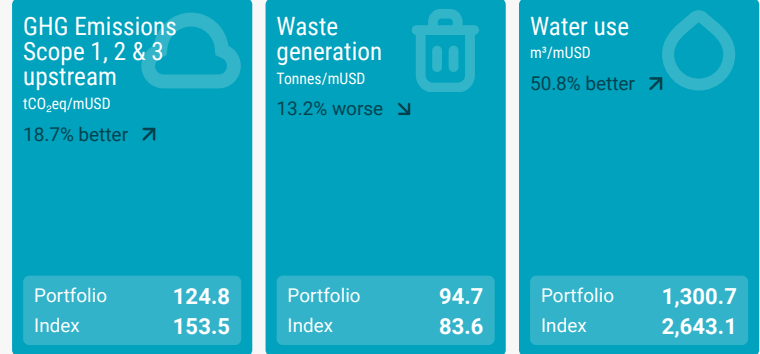 GHG Emissions
Scope 1, 2 & 3
upstream
tCO₂eq/mUSD
18.7% better
Portfolio 124.8
Index 153.5
Waste
generation
Tonnes/mUSD
13.2% worse
Portfolio 94.7
Index 83.6
Water use
m³/mUSD
50.8% better
Portfolio 1,300.7
Index 2,643.1